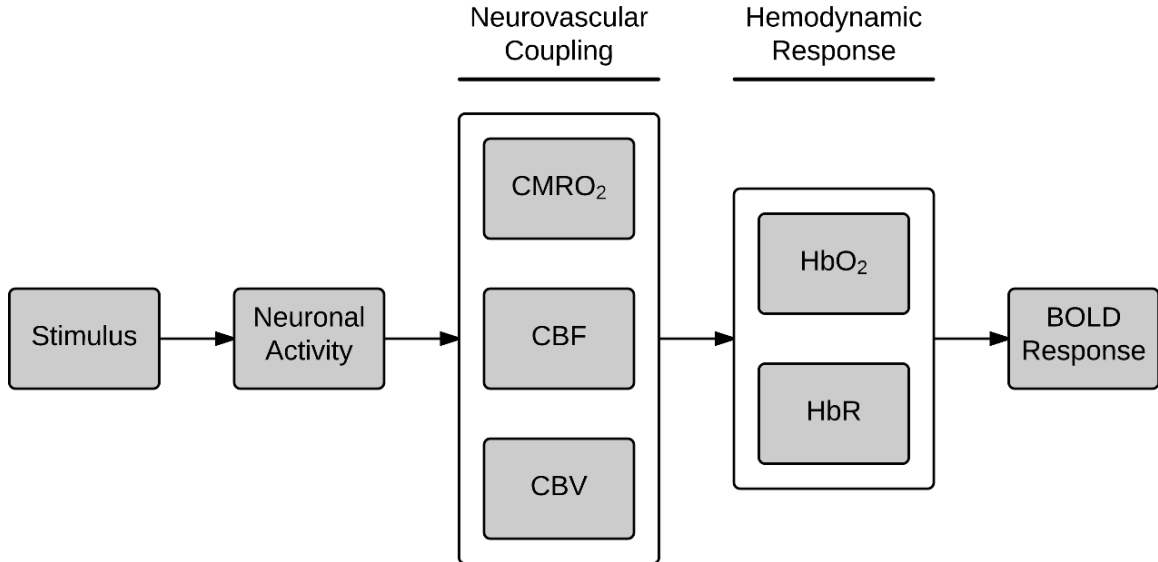 Neurovascular
Coupling
Hemodynamic
Response
CMRO₂
CBF
CBV
HbO₂
HbR
Stimulus
Neuronal
Activity
BOLD
Response